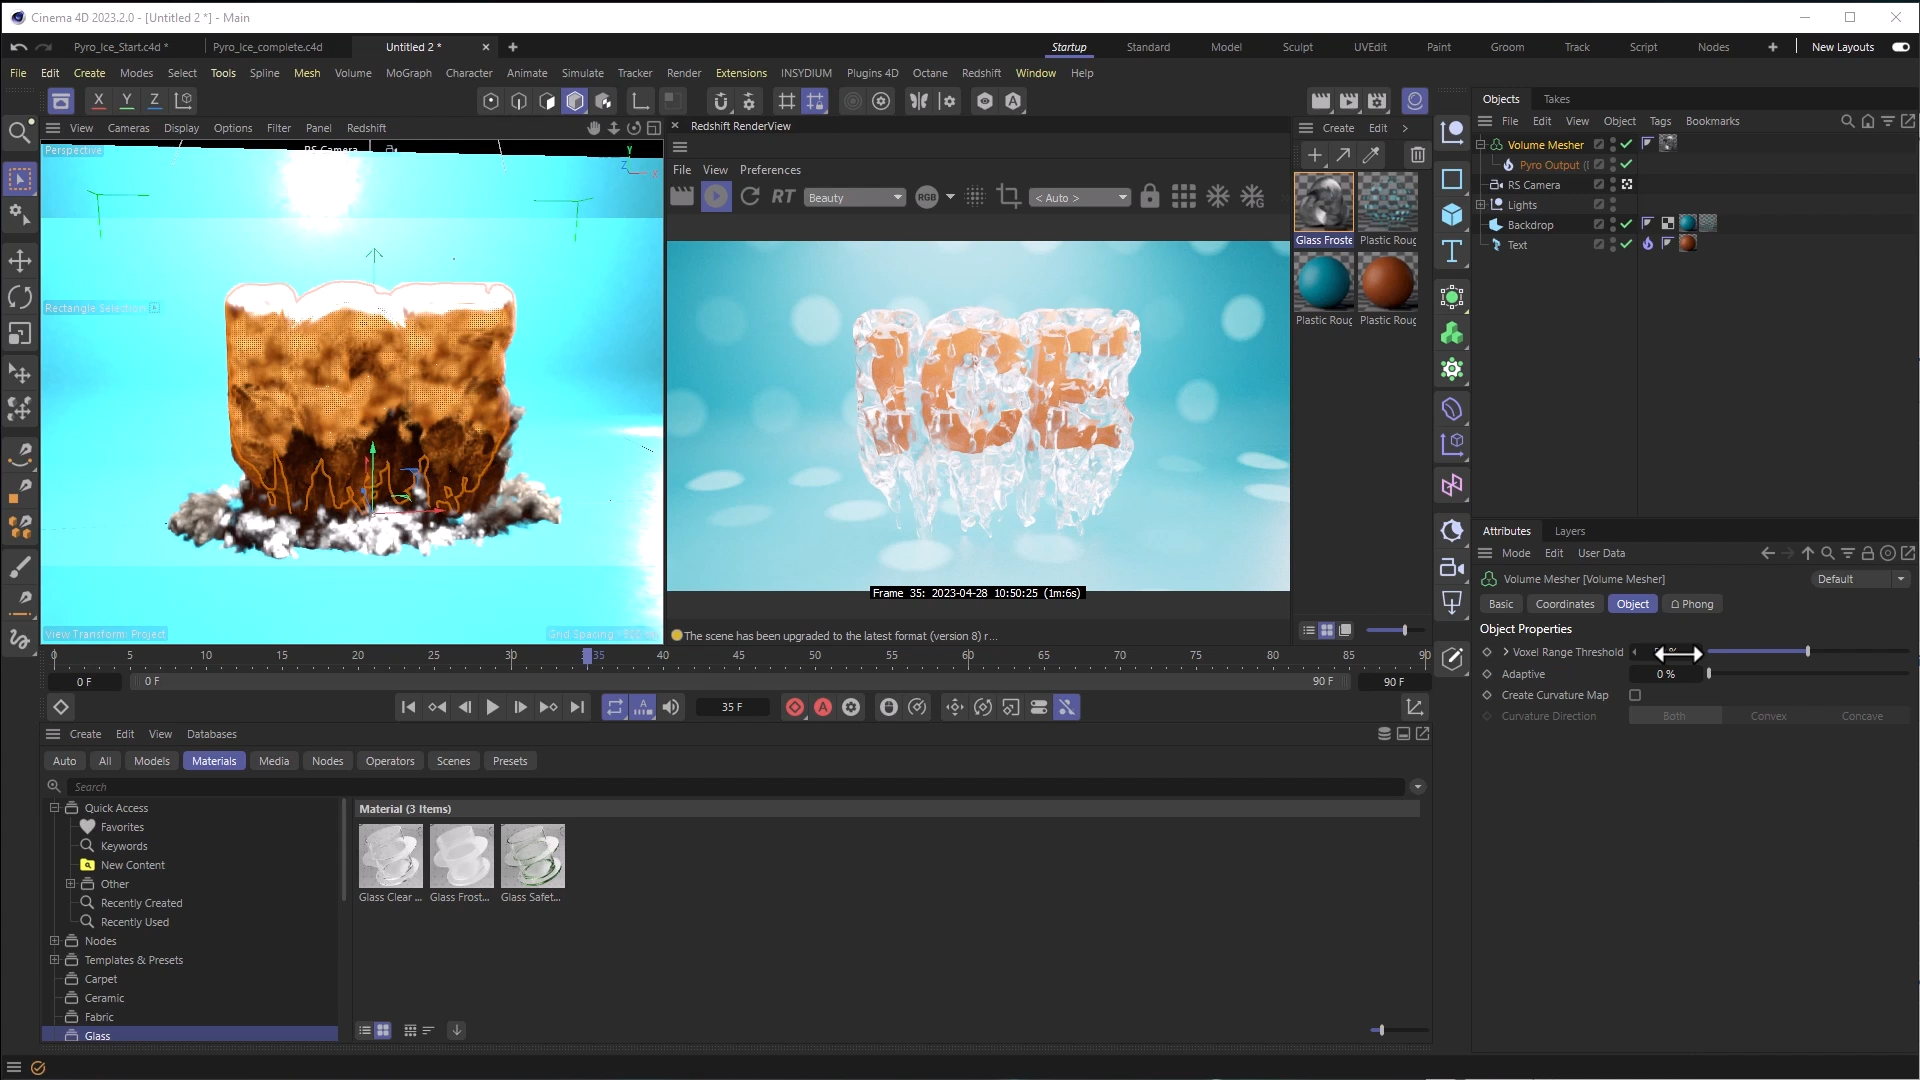 Cinema 4D 2023.2.0 - [Untitled 2 *] - Main
Pyro_Ice_Start.c4d *
Pyro_Ice_complete.c4d
Untitled 2 *
Startup
Standard
Model
Sculpt
UVEdit
Paint
Groom
Track
Script
Nodes
New Layouts
File Edit Create Modes Select Tools Spline Mesh Volume MoGraph Character Animate Simulate Tracker Render Extensions INSYDIUM Plugins 4D Octane Redshift Window Help
X Y Z
View Cameras Display Options Filter Panel Redshift
Perspective
RS Camera
Y
Z
X
Rectangle Selection
View Transform: Project
Grid Spacing
Redshift RenderView
File View Preferences
RT
Beauty
RGB
< Auto >
Frame 35: 2023-04-28 10:50:25 (1m:6s)
The scene has been upgraded to the latest format (version 8) r...
Create Edit
Glass Froste
Plastic Roug
Plastic Roug
Plastic Roug
Objects Takes
File Edit View Object Tags Bookmarks
Volume Mesher
Pyro Output
RS Camera
Lights
Backdrop
Text
Attributes Layers
Mode Edit User Data
Volume Mesher [Volume Mesher]
Default
Basic Coordinates Object Phong
Object Properties
Voxel Range Threshold
Adaptive 0 %
Create Curvature Map
Curvature Direction Both Convex Concave
0 5 10 15 20 25 30 35 40 45 50 55 60 65 70 75 80 85 90
0 F
0 F
90 F
90 F
35 F
Create Edit View Databases
Auto All Models Materials Media Nodes Operators Scenes Presets
Search
Quick Access
Favorites
Keywords
New Content
Other
Recently Created
Recently Used
Nodes
Templates & Presets
Carpet
Ceramic
Fabric
Glass
Material (3 Items)
Glass Clear ...
Glass Frost...
Glass Safet...